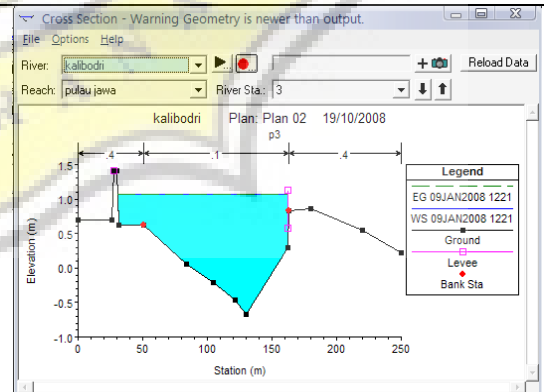 Cross Section - Warning Geometry is newer than output.
File Options Help
River: kalibodri Reload Data
Reach: pulau jawa River Sta.: 3
kalibodri Plan: Plan 02 19/10/2008
p3
.4 .1 .4
Elevation (m)
1.5
1.0
0.5
0.0
-0.5
-1.0
0 50 100 150 200 250
Station (m)
Legend
EG 09JAN2008 1221
WS 09JAN2008 1221
Ground
Levee
Bank Sta